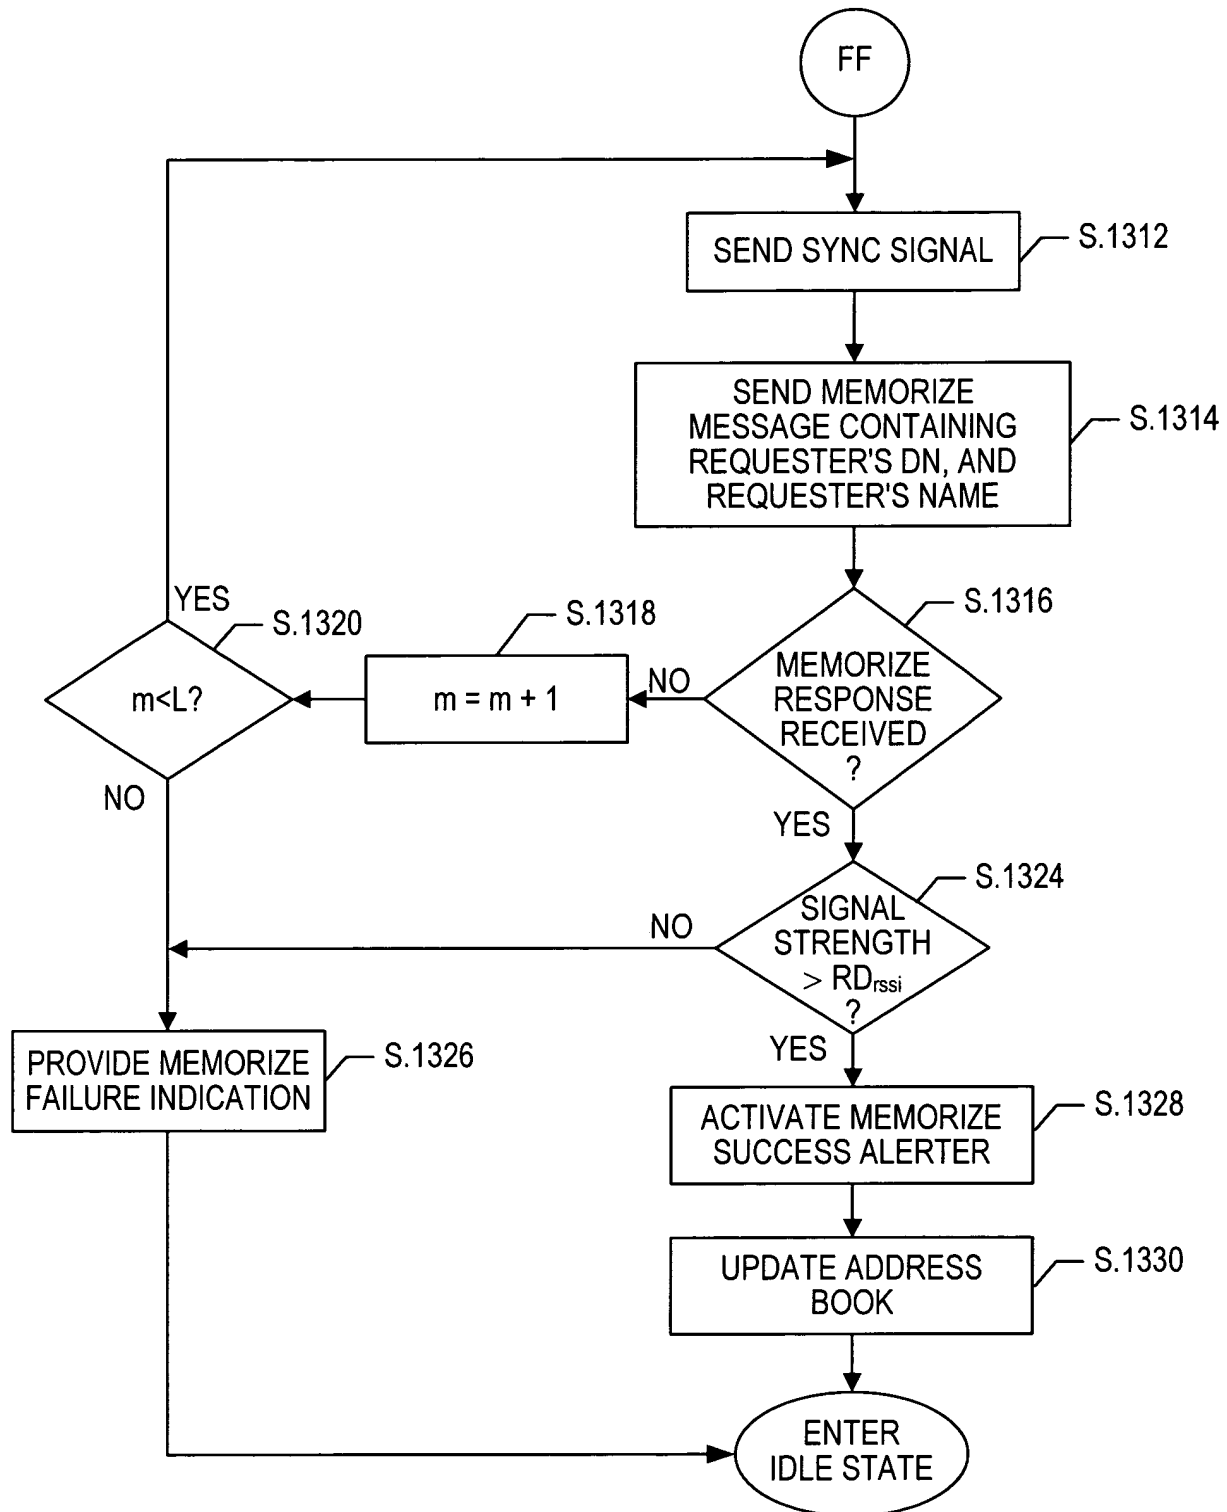 FF
SEND SYNC SIGNAL
S.1312
SEND MEMORIZE
MESSAGE CONTAINING
REQUESTER'S DN, AND
REQUESTER'S NAME
S.1314
YES
S.1320
m<L?
NO
S.1318
m = m + 1
NO
S.1316
MEMORIZE
RESPONSE
RECEIVED
?
YES
S.1324
SIGNAL
STRENGTH
> RDrssi
?
NO
YES
PROVIDE MEMORIZE
FAILURE INDICATION
S.1326
ACTIVATE MEMORIZE
SUCCESS ALERTER
S.1328
UPDATE ADDRESS
BOOK
S.1330
ENTER
IDLE STATE